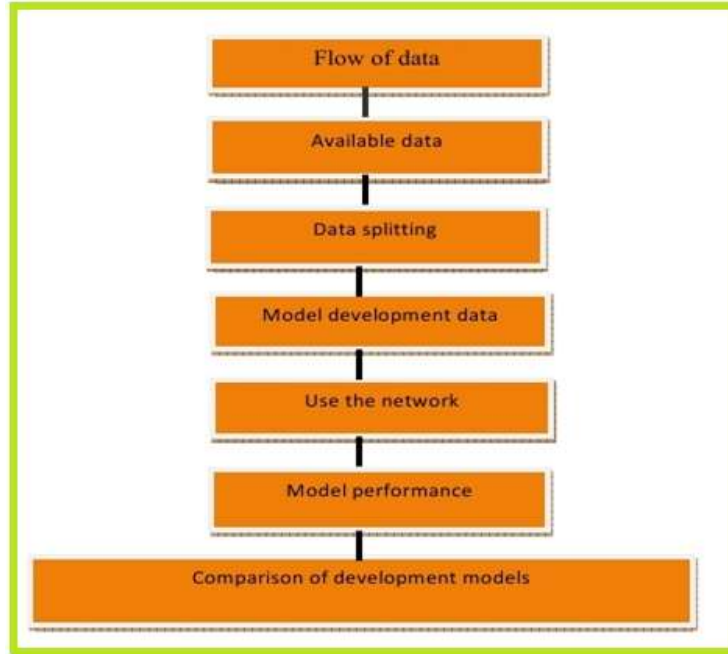 Flow of data
Available data
Data splitting
Model development data
Use the network
Model performance
Comparison of development models